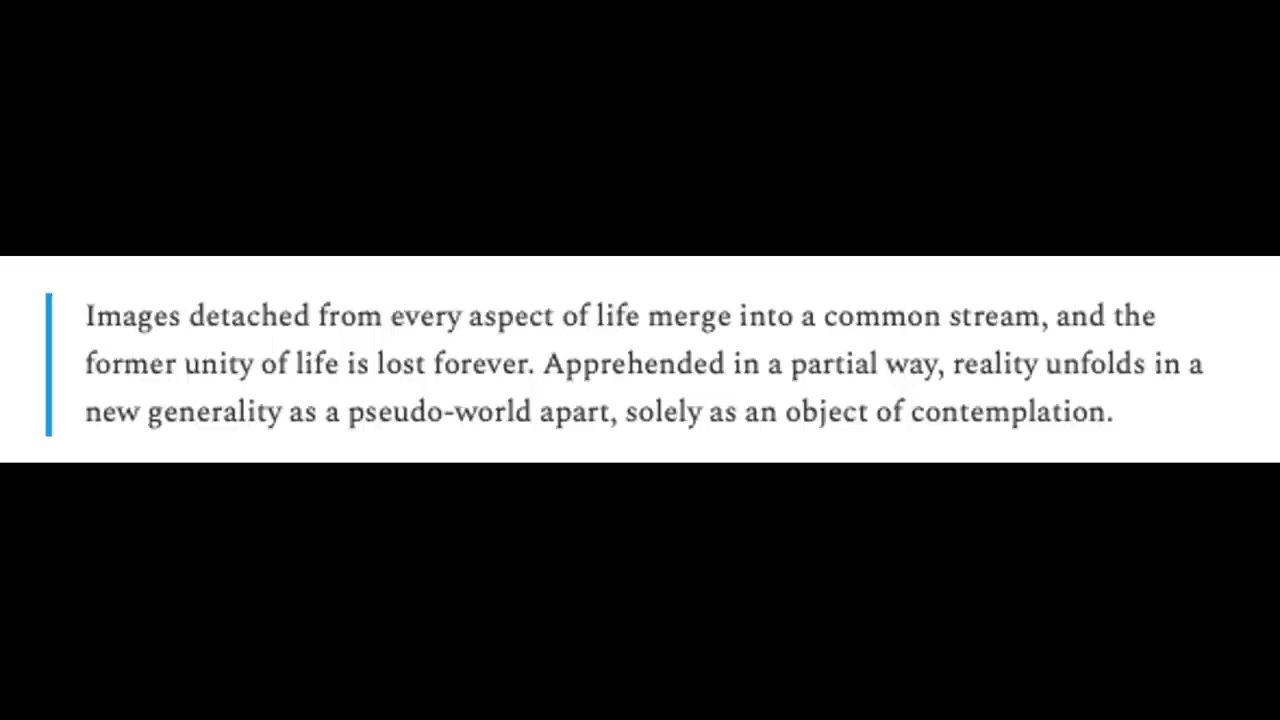 Images detached from every aspect of life merge into a common stream, and the
former unity of life is lost forever. Apprehended in a partial way, reality unfolds in a
new generality as a pseudo-world apart, solely as an object of contemplation.